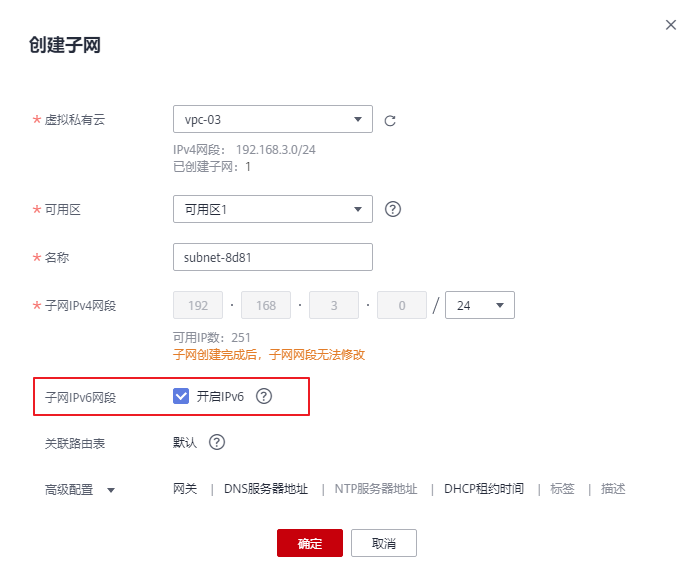 创建子网
* 虚拟私有云 vpc-03
IPv4网段： 192.168.3.0/24
已创建子网：1
* 可用区 可用区1 ?
* 名称 subnet-8d81
* 子网IPv4网段 192 · 168 · 3 · 0 / 24
可用IP数：251
子网创建完成后，子网网段无法修改
子网IPv6网段 开启IPv6 ?
关联路由表 默认 ?
高级配置 网关 | DNS服务器地址 | NTP服务器地址 | DHCP租约时间 | 标签 | 描述
确定 取消